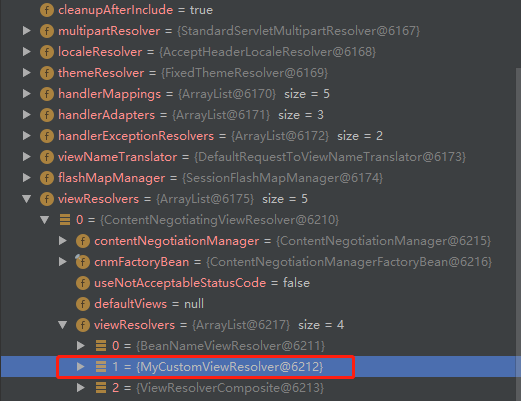 cleanupAfterInclude = true
multipartResolver = {StandardServletMultipartResolver@6167}
localeResolver = {AcceptHeaderLocaleResolver@6168}
themeResolver = {FixedThemeResolver@6169}
handlerMappings = {ArrayList@6170} size = 5
handlerAdapters = {ArrayList@6171} size = 3
handlerExceptionResolvers = {ArrayList@6172} size = 2
viewNameTranslator = {DefaultRequestToViewNameTranslator@6173}
flashMapManager = {SessionFlashMapManager@6174}
viewResolvers = {ArrayList@6175} size = 5
0 = {ContentNegotiatingViewResolver@6210}
contentNegotiationManager = {ContentNegotiationManager@6215}
cnmFactoryBean = {ContentNegotiationManagerFactoryBean@6216}
useNotAcceptableStatusCode = false
defaultViews = null
viewResolvers = {ArrayList@6217} size = 4
0 = {BeanNameViewResolver@6211}
1 = {MyCustomViewResolver@6212}
2 = {ViewResolverComposite@6213}